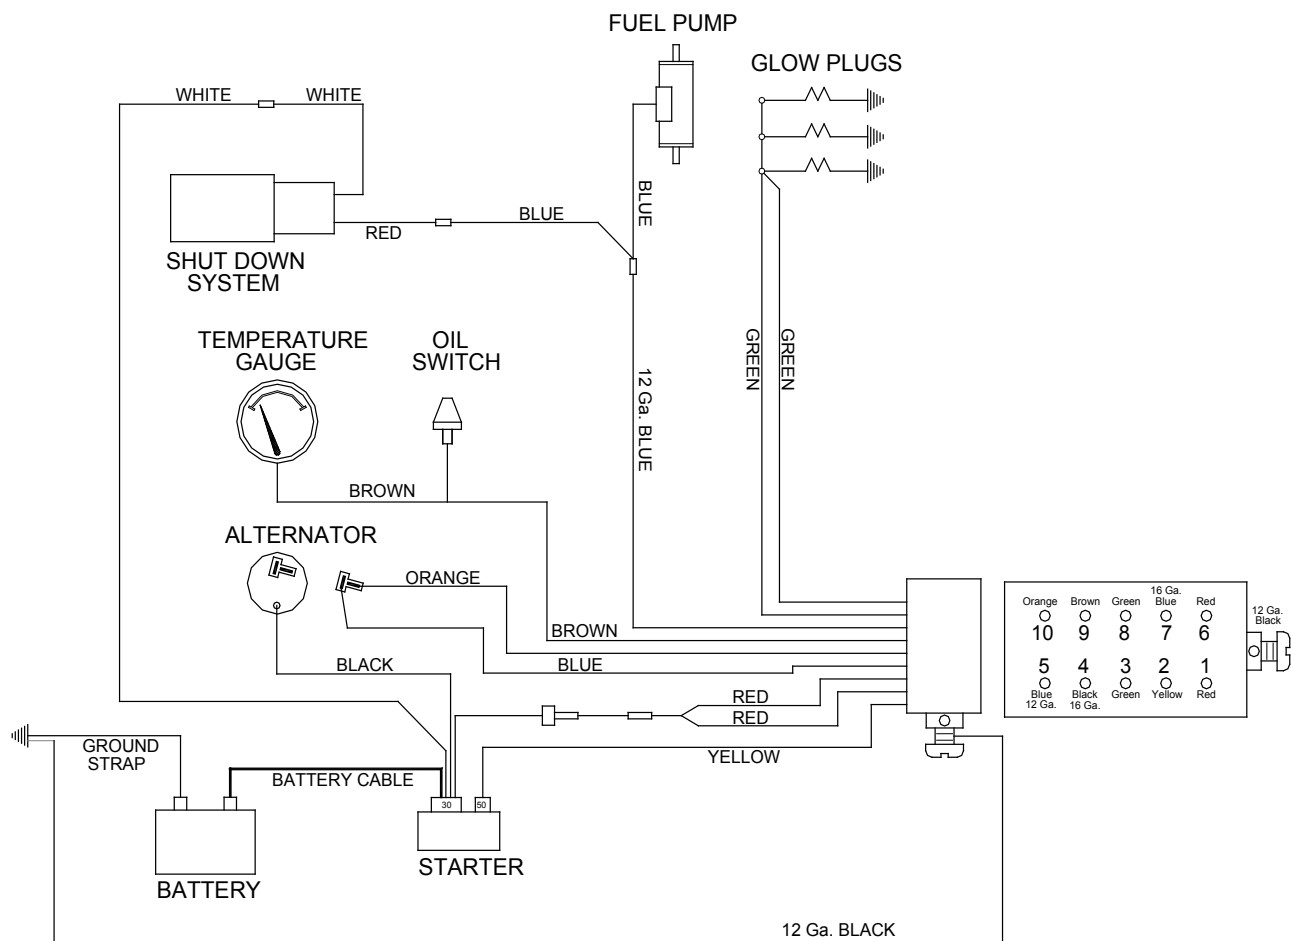 FUEL PUMP
GLOW PLUGS
WHITE
WHITE
BLUE
BLUE
RED
SHUT DOWN
SYSTEM
TEMPERATURE
GAUGE
OIL
SWITCH
GREEN
GREEN
12 Ga. BLUE
BROWN
ALTERNATOR
ORANGE
BROWN
BLUE
BLACK
RED
RED
YELLOW
Orange
Brown
Green
16 Ga.
Blue
Red
10
9
8
7
6
12 Ga.
Black
5
4
3
2
1
Blue
12 Ga.
Black
16 Ga.
Green
Yellow
Red
GROUND
STRAP
BATTERY CABLE
30
50
STARTER
BATTERY
12 Ga. BLACK